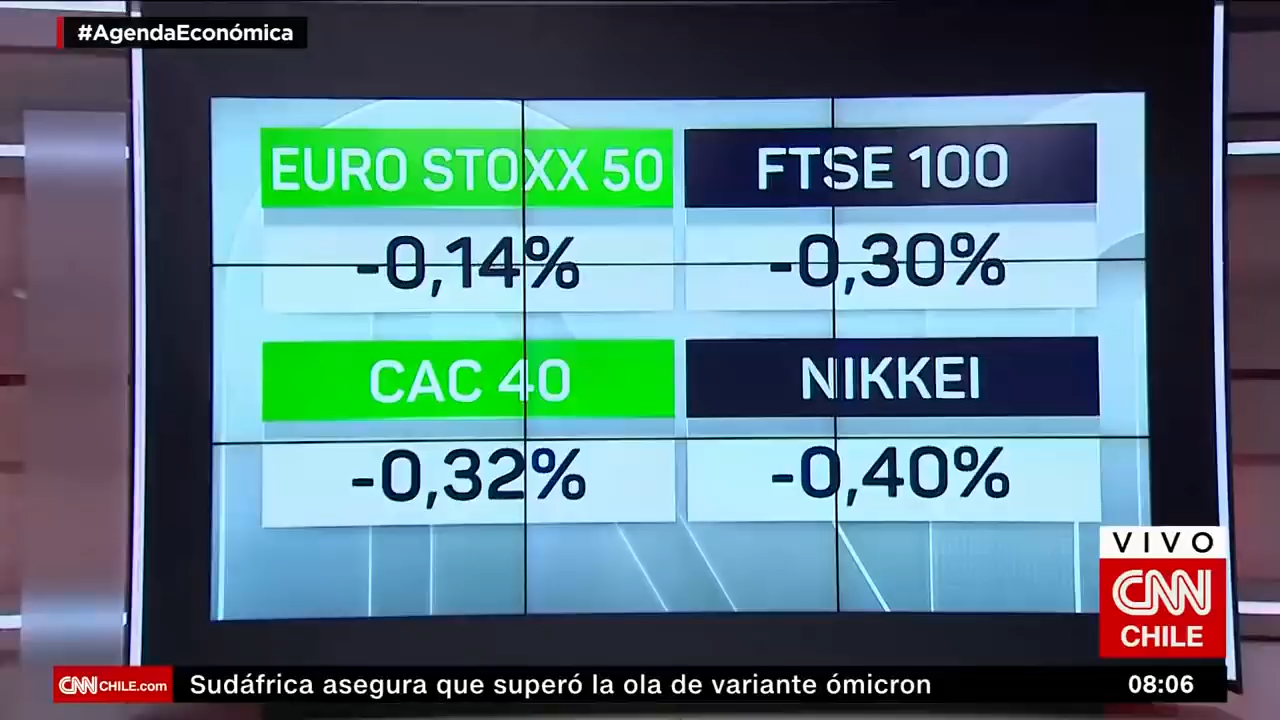 #AgendaEconómica
EURO STOXX 50
-0,14%
FTSE 100
-0,30%
CAC 40
-0,32%
NIKKEI
-0,40%
VIVO
CNN
CHILE
CNNCHILE.com
Sudáfrica asegura que superó la ola de variante ómicron
08:06